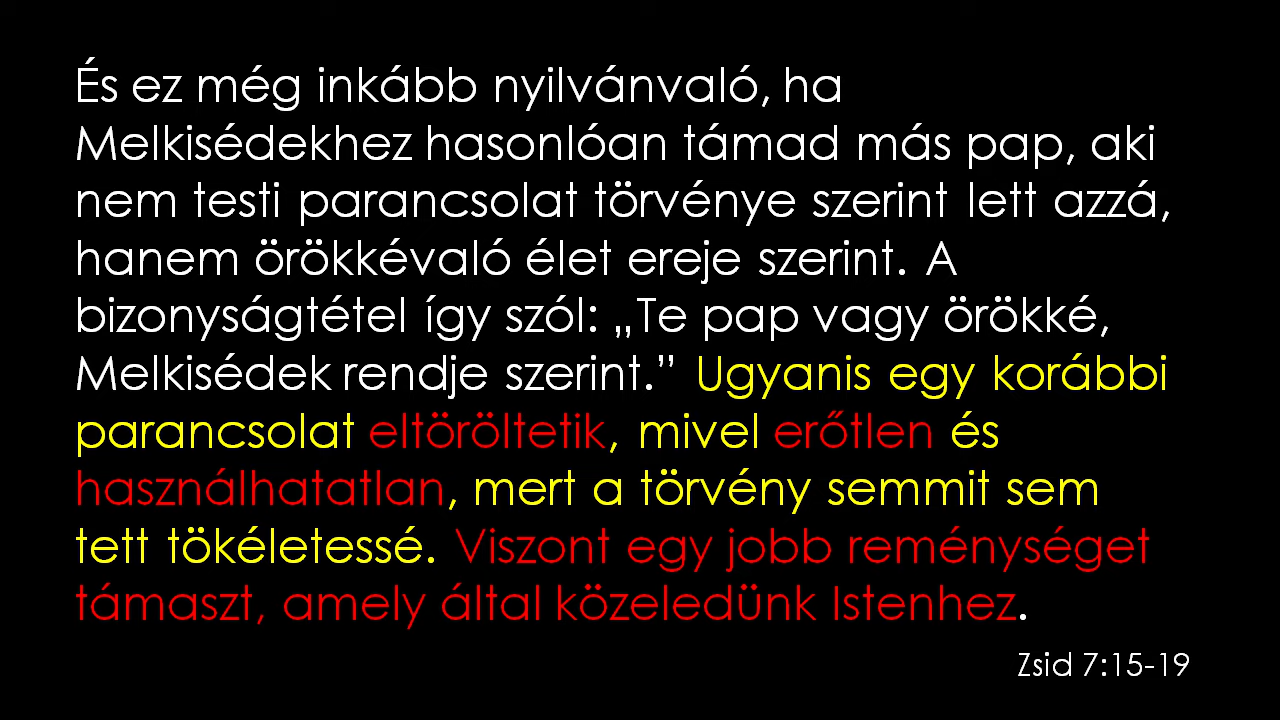 És ez még inkább nyilvánvaló, ha
Melkisédekhez hasonlóan támad más pap, aki
nem testi parancsolat törvénye szerint lett azzá,
hanem örökkévaló élet ereje szerint. A
bizonyságtétel így szól: „Te pap vagy örökké,
Melkisédek rendje szerint.” Ugyanis egy korábbi
parancsolat eltöröltetik, mivel erőtlen és
használhatatlan, mert a törvény semmit sem
tett tökéletessé. Viszont egy jobb reménységet
támaszt, amely által közeledünk Istenhez.
Zsid 7:15-19